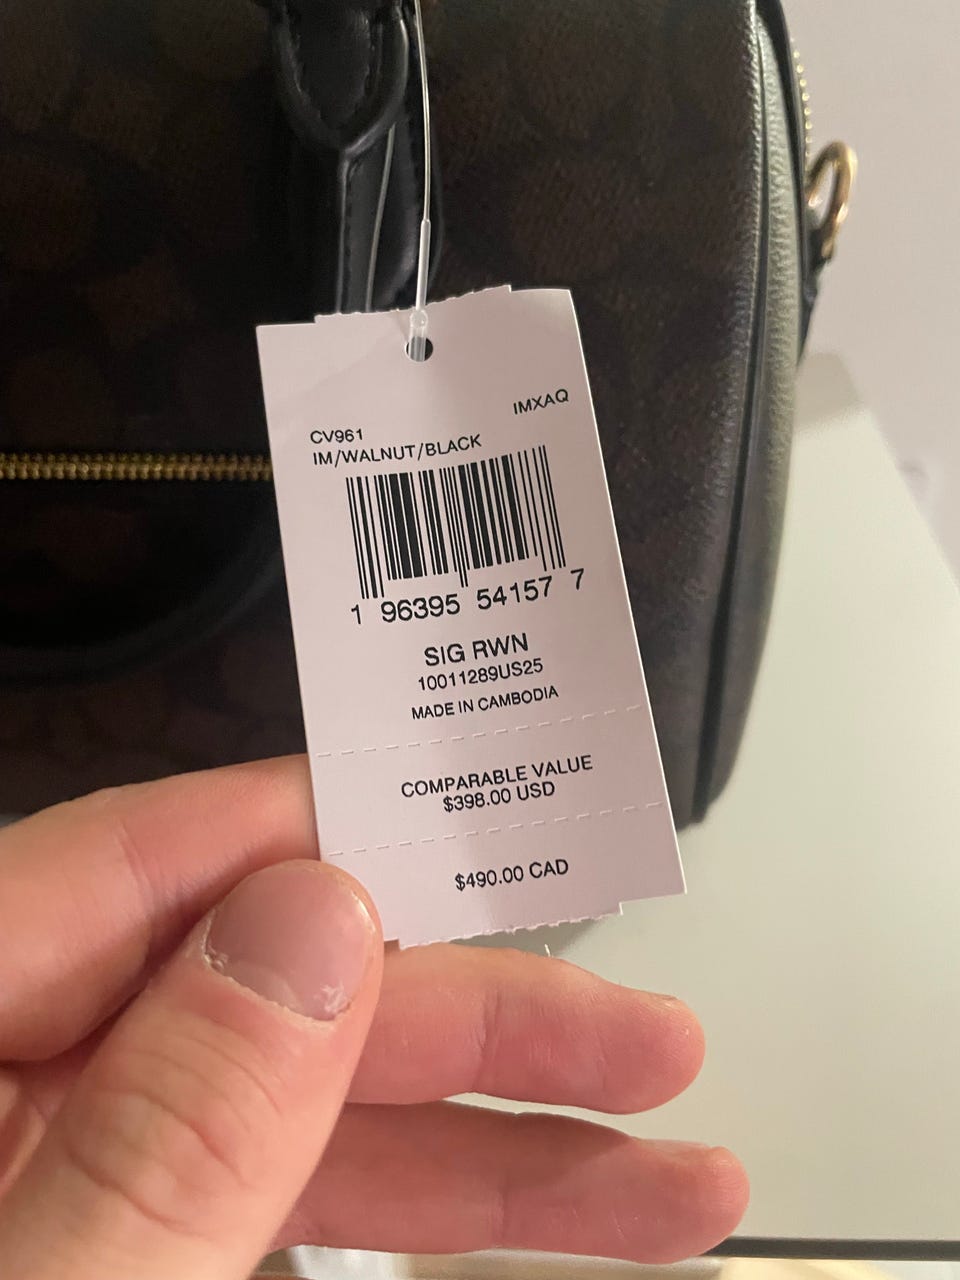 IMXAQ
CV961
IM/WALNUT/BLACK
1 96395 54157 7
SIG RWN
10011289US25
MADE IN CAMBODIA
COMPARABLE VALUE
$398.00 USD
$490.00 CAD